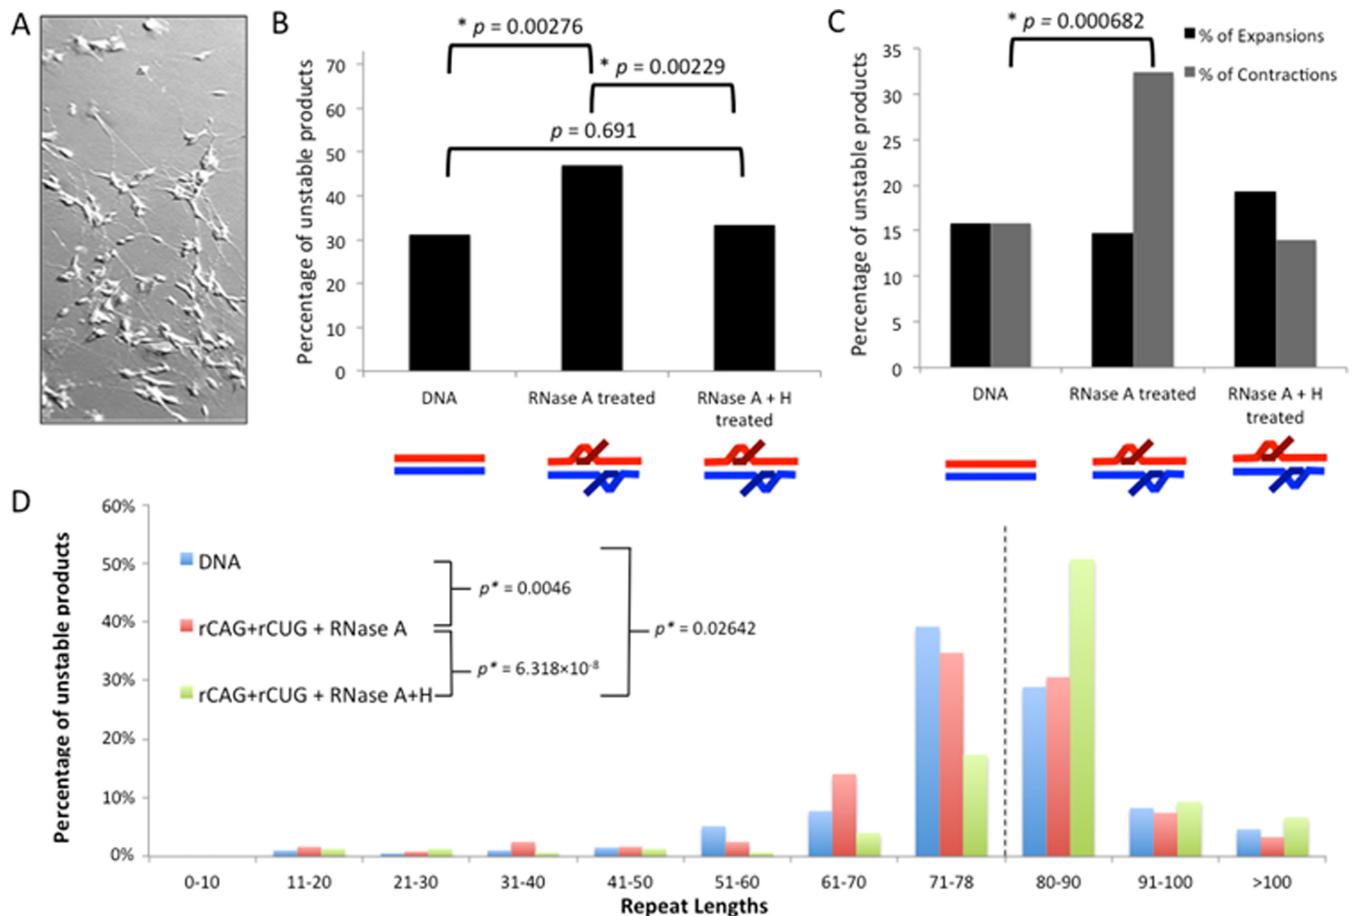 A
B
* p = 0.00276
* p = 0.00229
p = 0.691
Percentage of unstable products
70
60
50
40
30
20
10
0
DNA
RNase A treated
RNase A + H
treated
C
* p = 0.000682
% of Expansions
% of Contractions
Percentage of unstable products
35
30
25
20
15
10
5
0
DNA
RNase A treated
RNase A + H
treated
D
Percentage of unstable products
60%
50%
40%
30%
20%
10%
0%
DNA
rCAG+rCUG + RNase A
rCAG+rCUG + RNase A+H
p* = 0.0046
p* = 6.318×10⁻⁸
p* = 0.02642
0-10 11-20 21-30 31-40 41-50 51-60 61-70 71-78 80-90 91-100 >100
Repeat Lengths